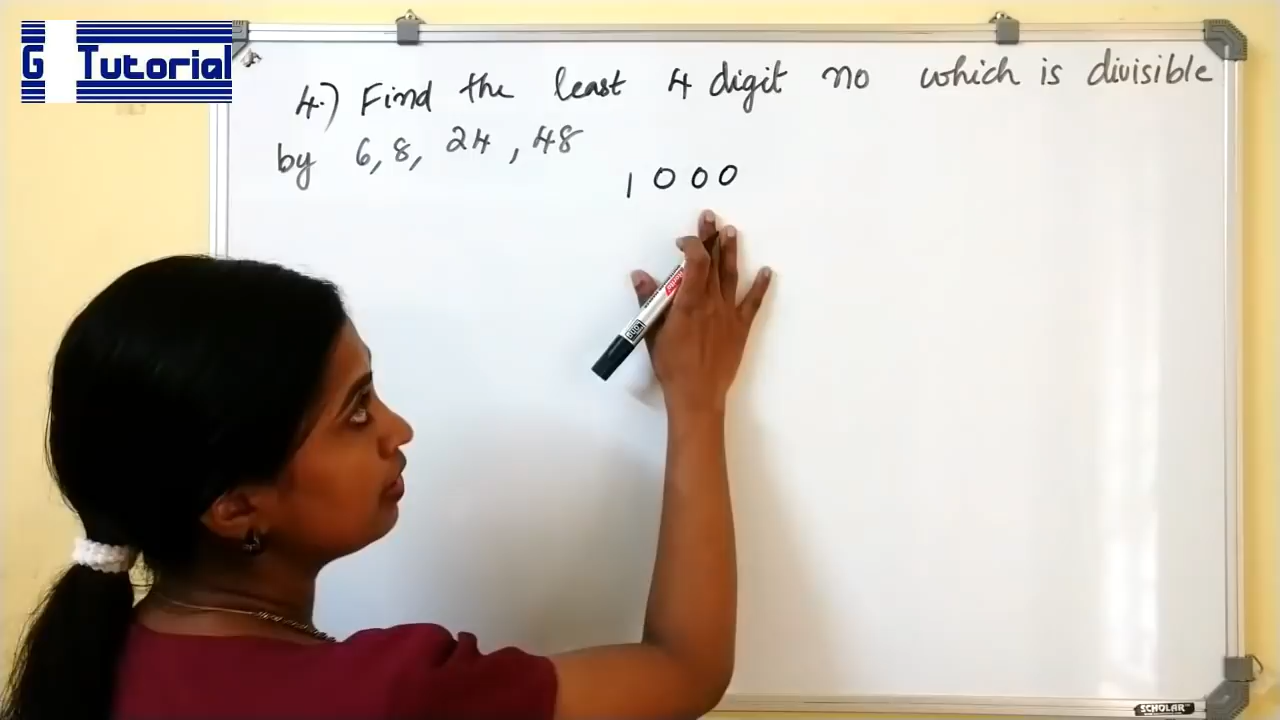 G Tutorial
4.) Find the least 4 digit no which is divisible
by 6, 8, 24, 48
1000
SCHOLAR